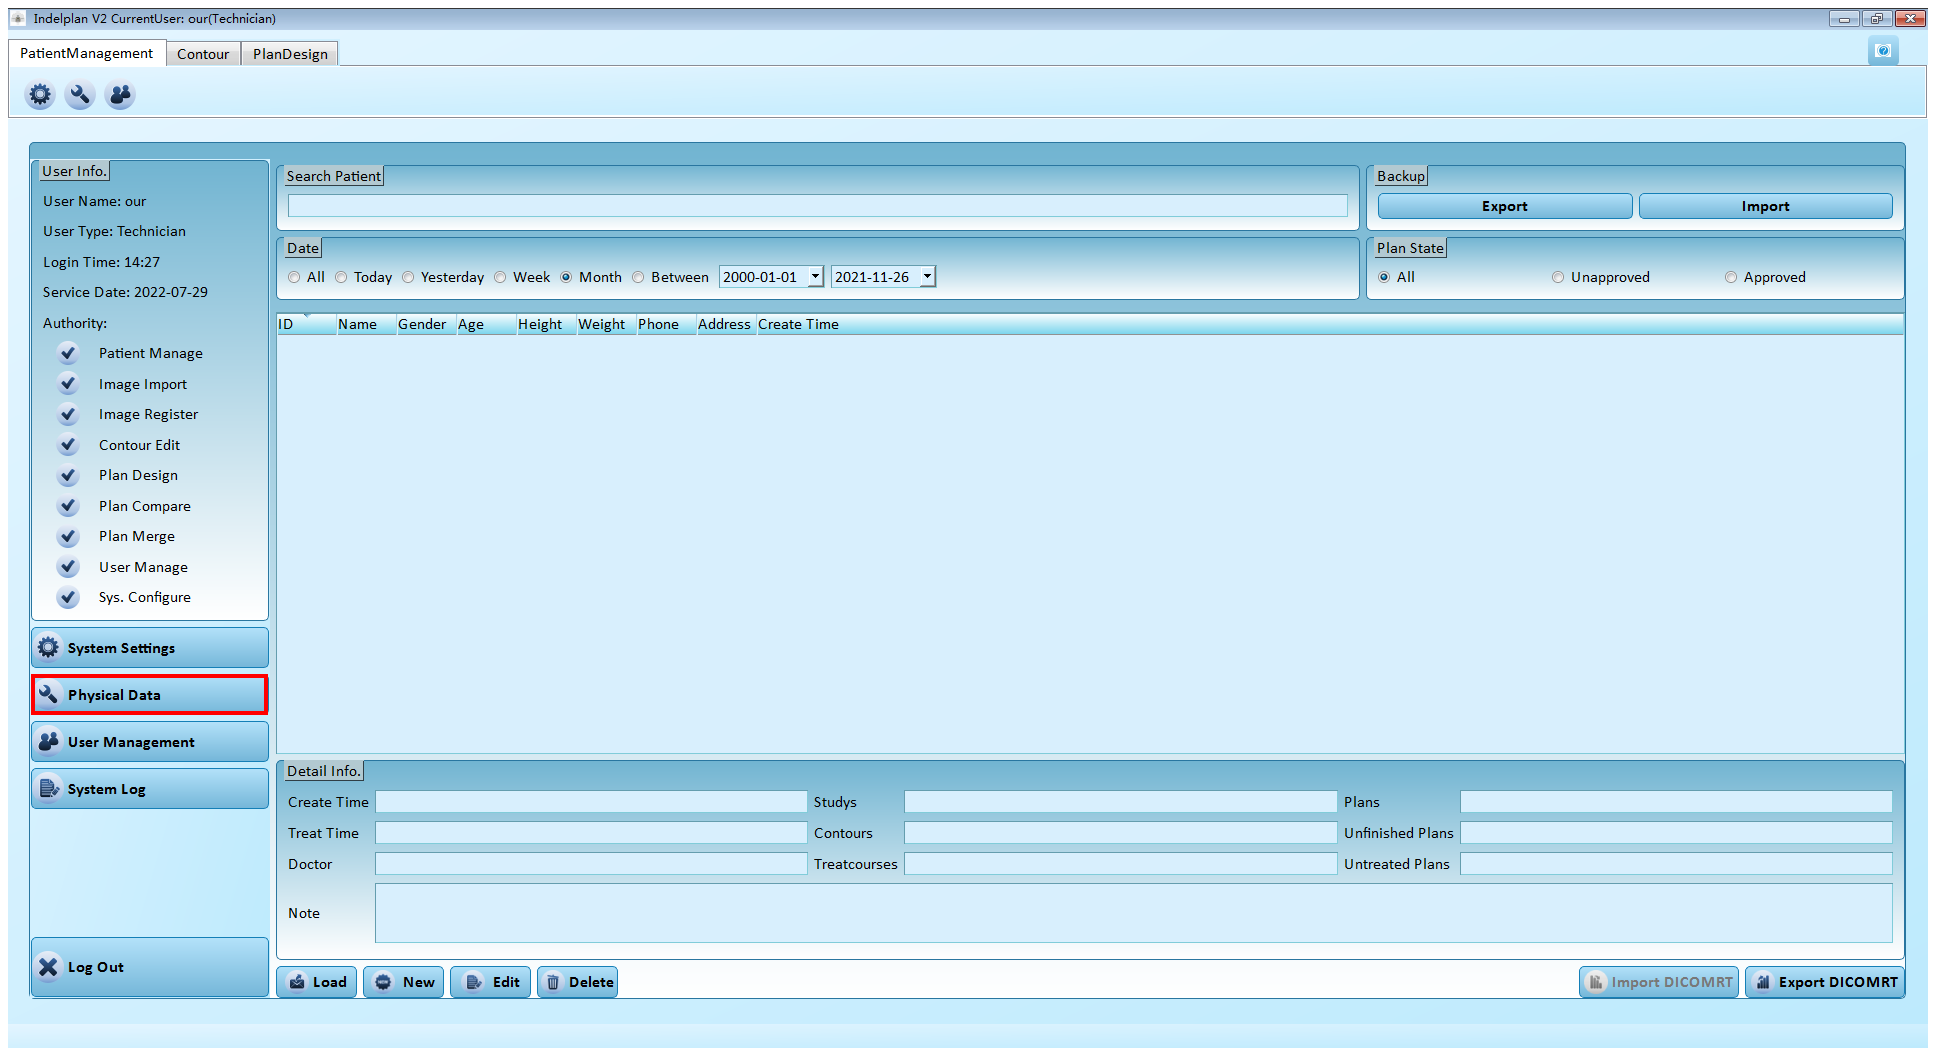 Indelplan V2 CurrentUser: our(Technician)
PatientManagement Contour PlanDesign
User Info.
User Name: our
User Type: Technician
Login Time: 14:27
Service Date: 2022-07-29
Authority:
Patient Manage
Image Import
Image Register
Contour Edit
Plan Design
Plan Compare
Plan Merge
User Manage
Sys. Configure
System Settings
Physical Data
User Management
System Log
Log Out
Search Patient
Backup
Export Import
Date
All Today Yesterday Week Month Between 2000-01-01 2021-11-26
Plan State
All Unapproved Approved
ID Name Gender Age Height Weight Phone Address Create Time
Detail Info.
Create Time Studys Plans
Treat Time Contours Unfinished Plans
Doctor Treatcourses Untreated Plans
Note
Load New Edit Delete Import DICOMRT Export DICOMRT